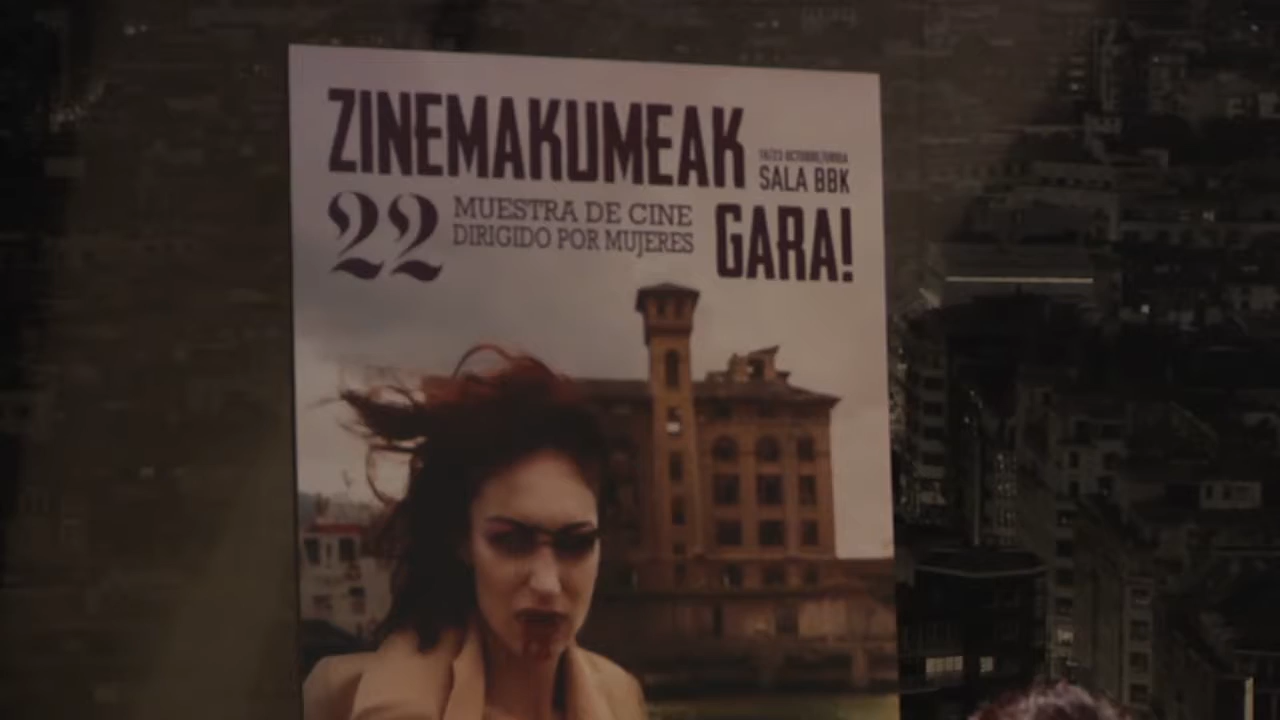 ZINEMAKUMEAK
SALA BBK
22 MUESTRA DE CINE
DIRIGIDO POR MUJERES
GARA!